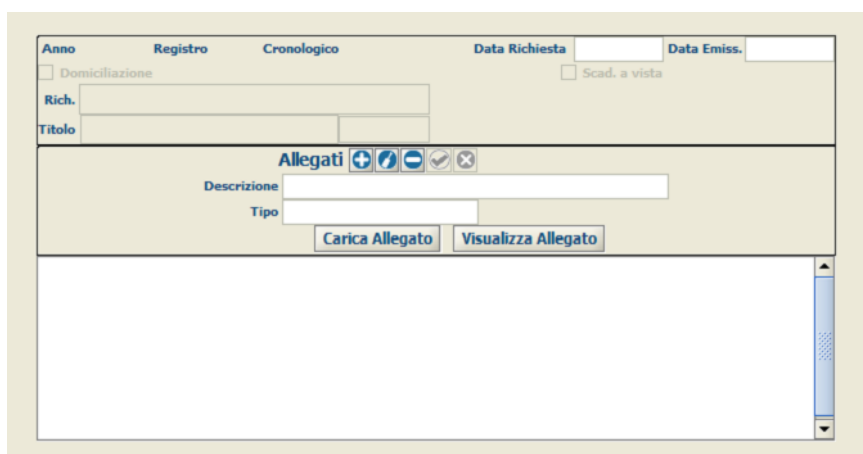 Anno Registro Cronologico Data Richiesta Data Emiss.
Domiciliazione Scad. a vista
Rich.
Titolo
Allegati
Descrizione
Tipo
Carica Allegato Visualizza Allegato